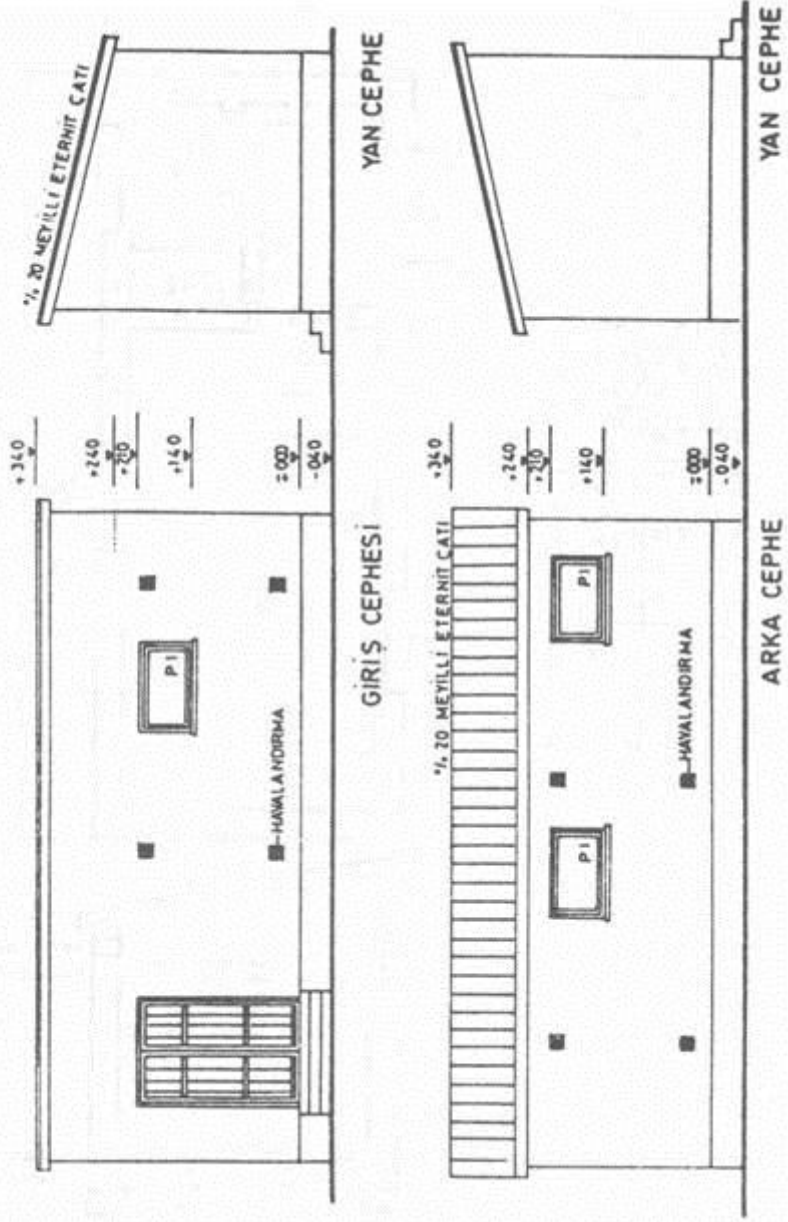 +340
+240
+210
+140
±000
-040
P1
HAVALANDIRMA
GİRİŞ CEPHESİ
% 20 MEYİLLİ ETERNİT ÇATI
YAN CEPHE
% 20 MEYİLLİ ETERNİT ÇATI
+340
+240
+210
+140
±000
-040
P1
P1
HAVALANDIRMA
ARKA CEPHE
YAN CEPHE